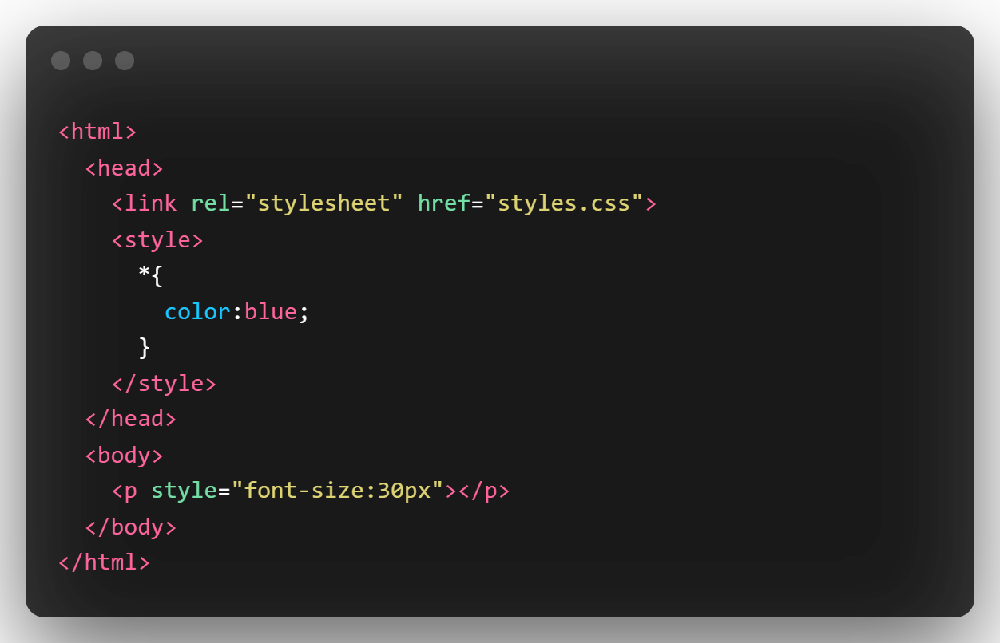 <html>
  <head>
    <link rel="stylesheet" href="styles.css">
    <style>
      *{
        color:blue;
      }
    </style>
  </head>
  <body>
    <p style="font-size:30px"></p>
  </body>
</html>